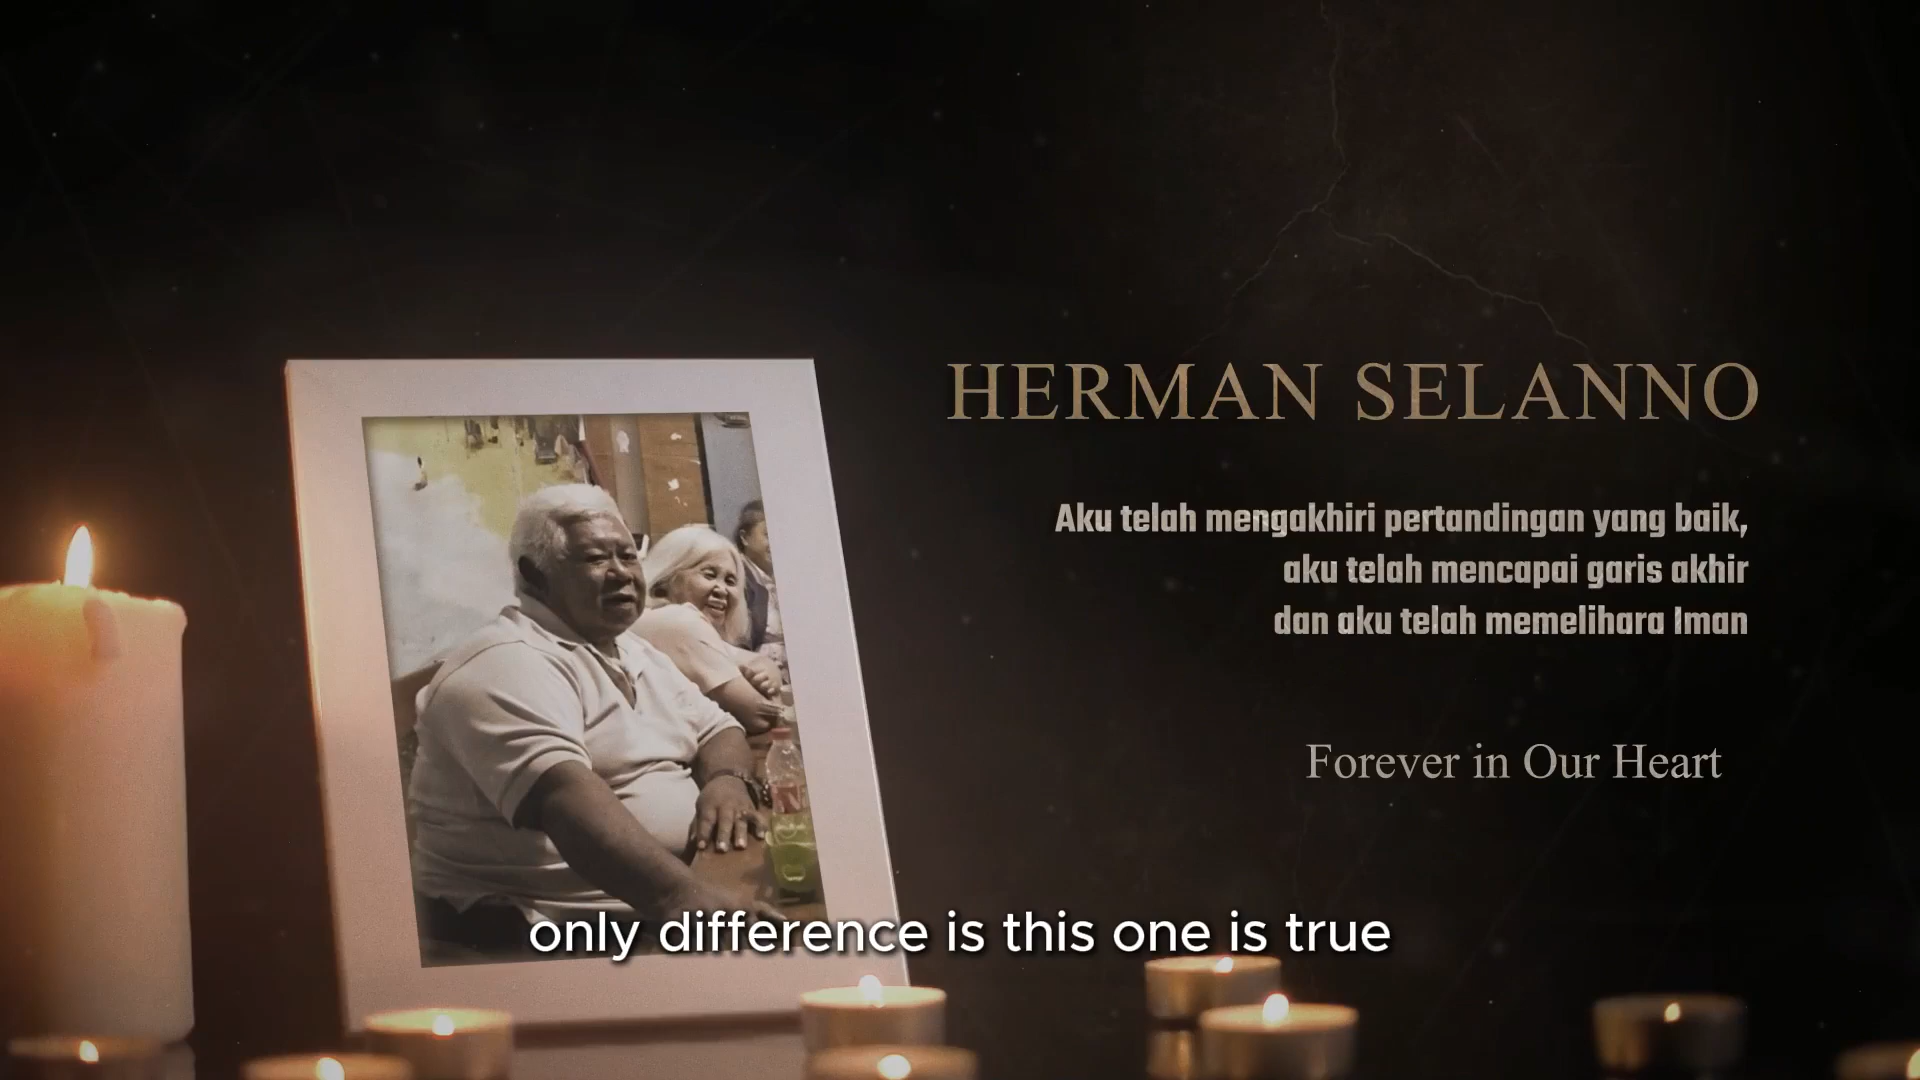 HERMAN SELANNO
Aku telah mengakhiri pertandingan yang baik,
aku telah mencapai garis akhir
dan aku telah memelihara Iman
Forever in Our Heart
only difference is this one is true